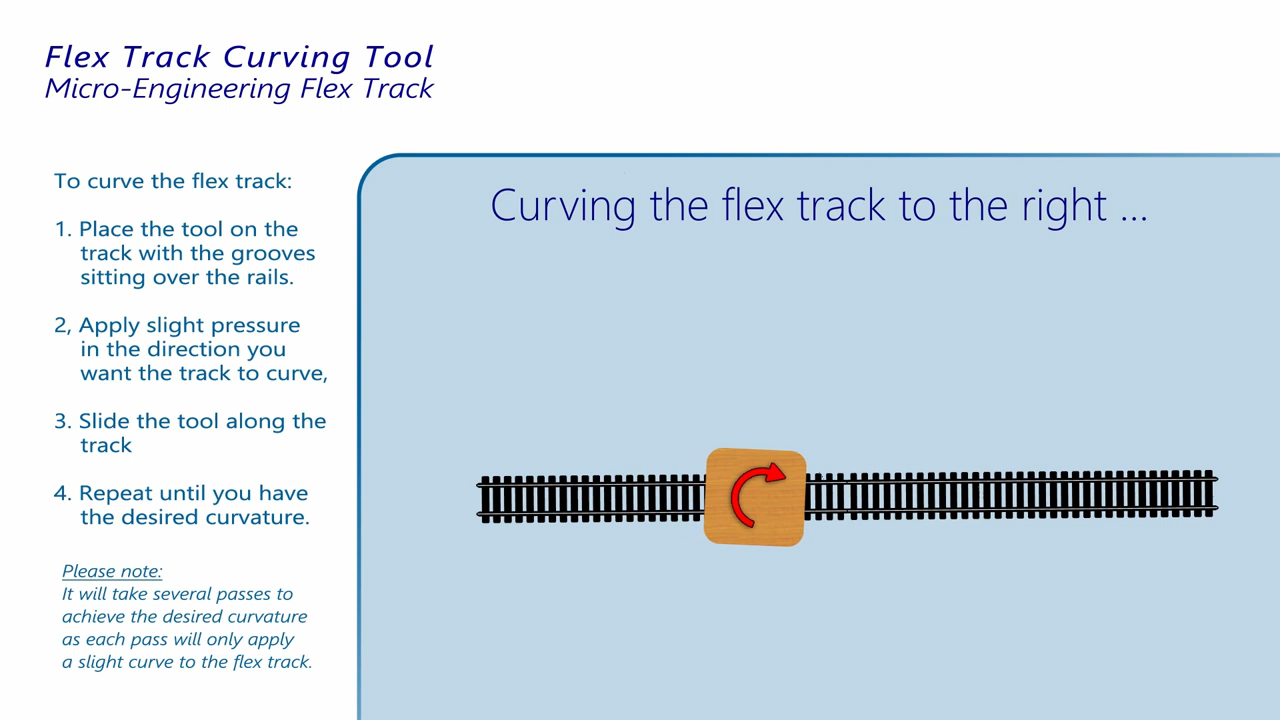 Flex Track Curving Tool
Micro-Engineering Flex Track
To curve the flex track:
1. Place the tool on the
track with the grooves
sitting over the rails.
2, Apply slight pressure
in the direction you
want the track to curve,
3. Slide the tool along the
track
4. Repeat until you have
the desired curvature.
Please note:
It will take several passes to
achieve the desired curvature
as each pass will only apply
a slight curve to the flex track.
Curving the flex track to the right ...